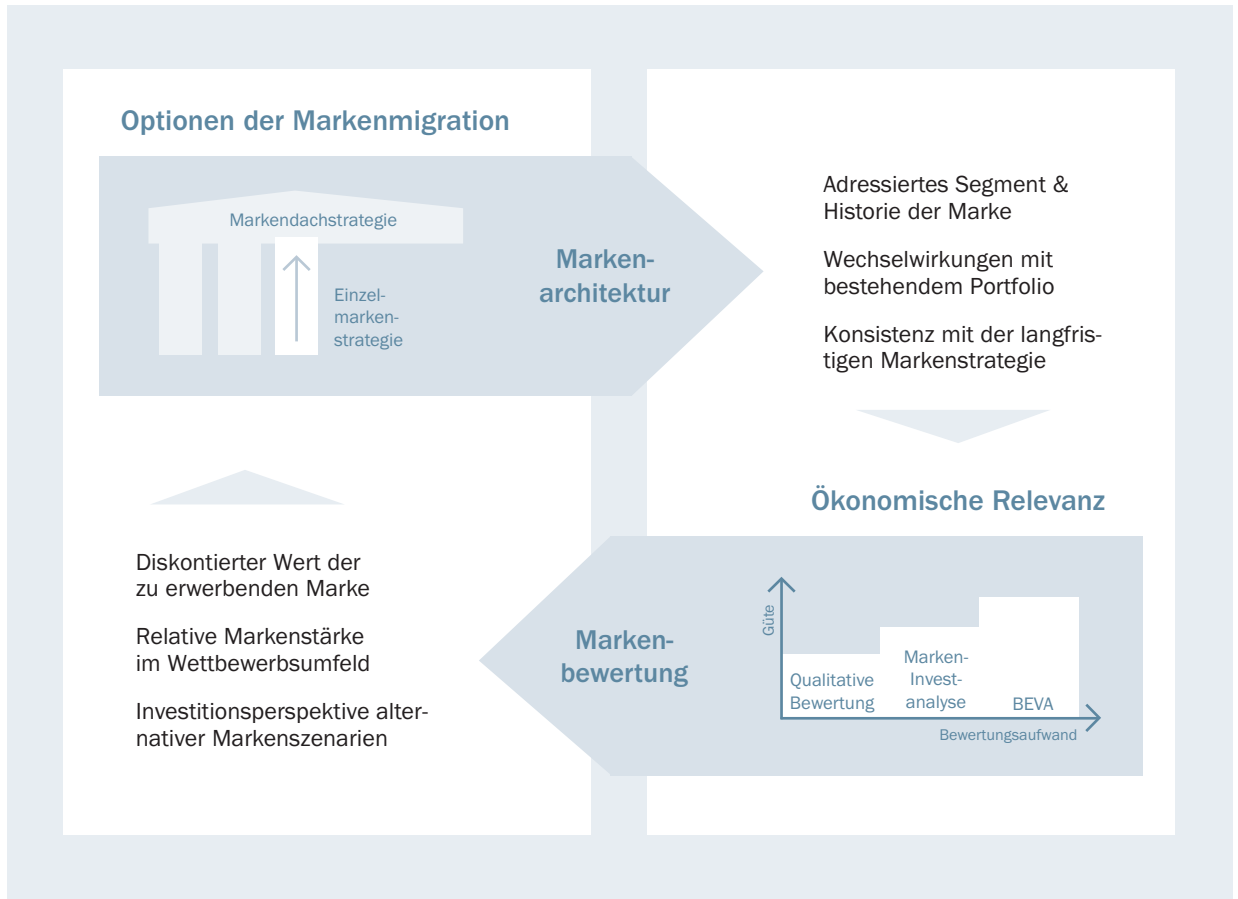 Optionen der Markenmigration
Markendachstrategie
Einzel-
marken-
strategie
Marken-
architektur
Adressiertes Segment &
Historie der Marke
Wechselwirkungen mit
bestehendem Portfolio
Konsistenz mit der langfris-
tigen Markenstrategie
Ökonomische Relevanz
Güte
Qualitative
Bewertung
Marken-
Invest-
analyse
BEVA
Bewertungsaufwand
Marken-
bewertung
Diskontierter Wert der
zu erwerbenden Marke
Relative Markenstärke
im Wettbewerbsumfeld
Investitionsperspektive alter-
nativer Markenszenarien